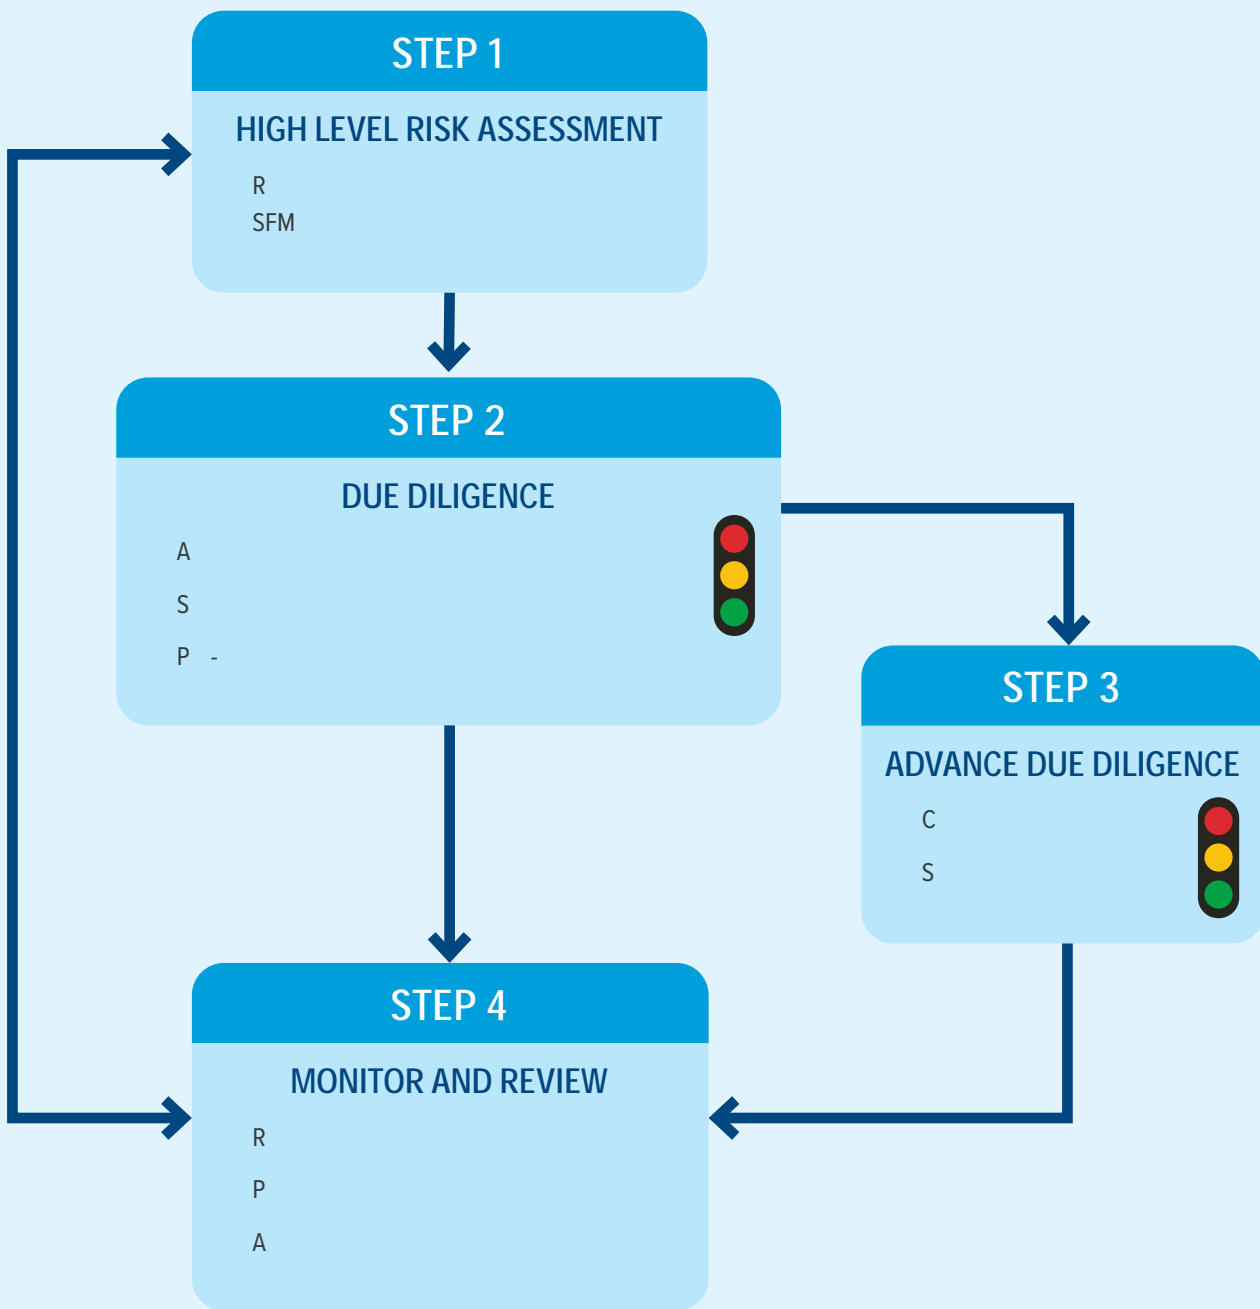 STEP 1
HIGH LEVEL RISK ASSESSMENT
R
SFM
STEP 2
DUE DILIGENCE
A
S
P -
STEP 3
ADVANCE DUE DILIGENCE
C
S
STEP 4
MONITOR AND REVIEW
R
P
A